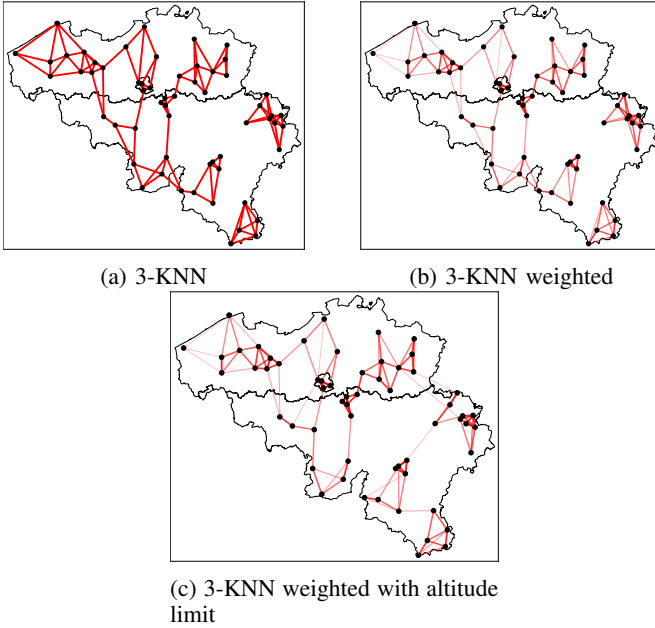 (a) 3-KNN
(b) 3-KNN weighted
(c) 3-KNN weighted with altitude
limit